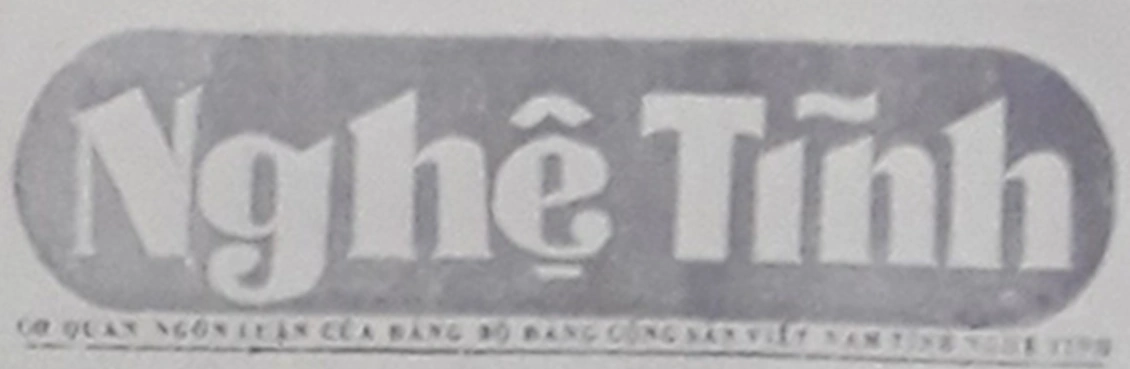 Nghệ Tĩnh
CƠ QUAN NGÔN LUẬN CỦA ĐẢNG BỘ ĐẢNG CỘNG SẢN VIỆT NAM TỈNH NGHỆ TĨNH